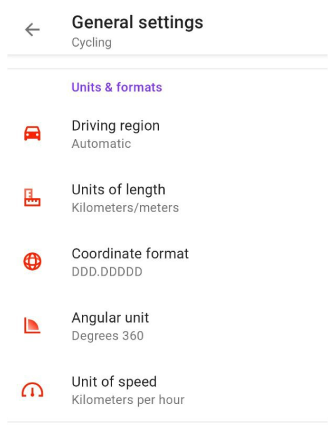 General settings
Cycling
Units & formats
Driving region
Automatic
Units of length
Kilometers/meters
Coordinate format
DDD.DDDDD
Angular unit
Degrees 360
Unit of speed
Kilometers per hour